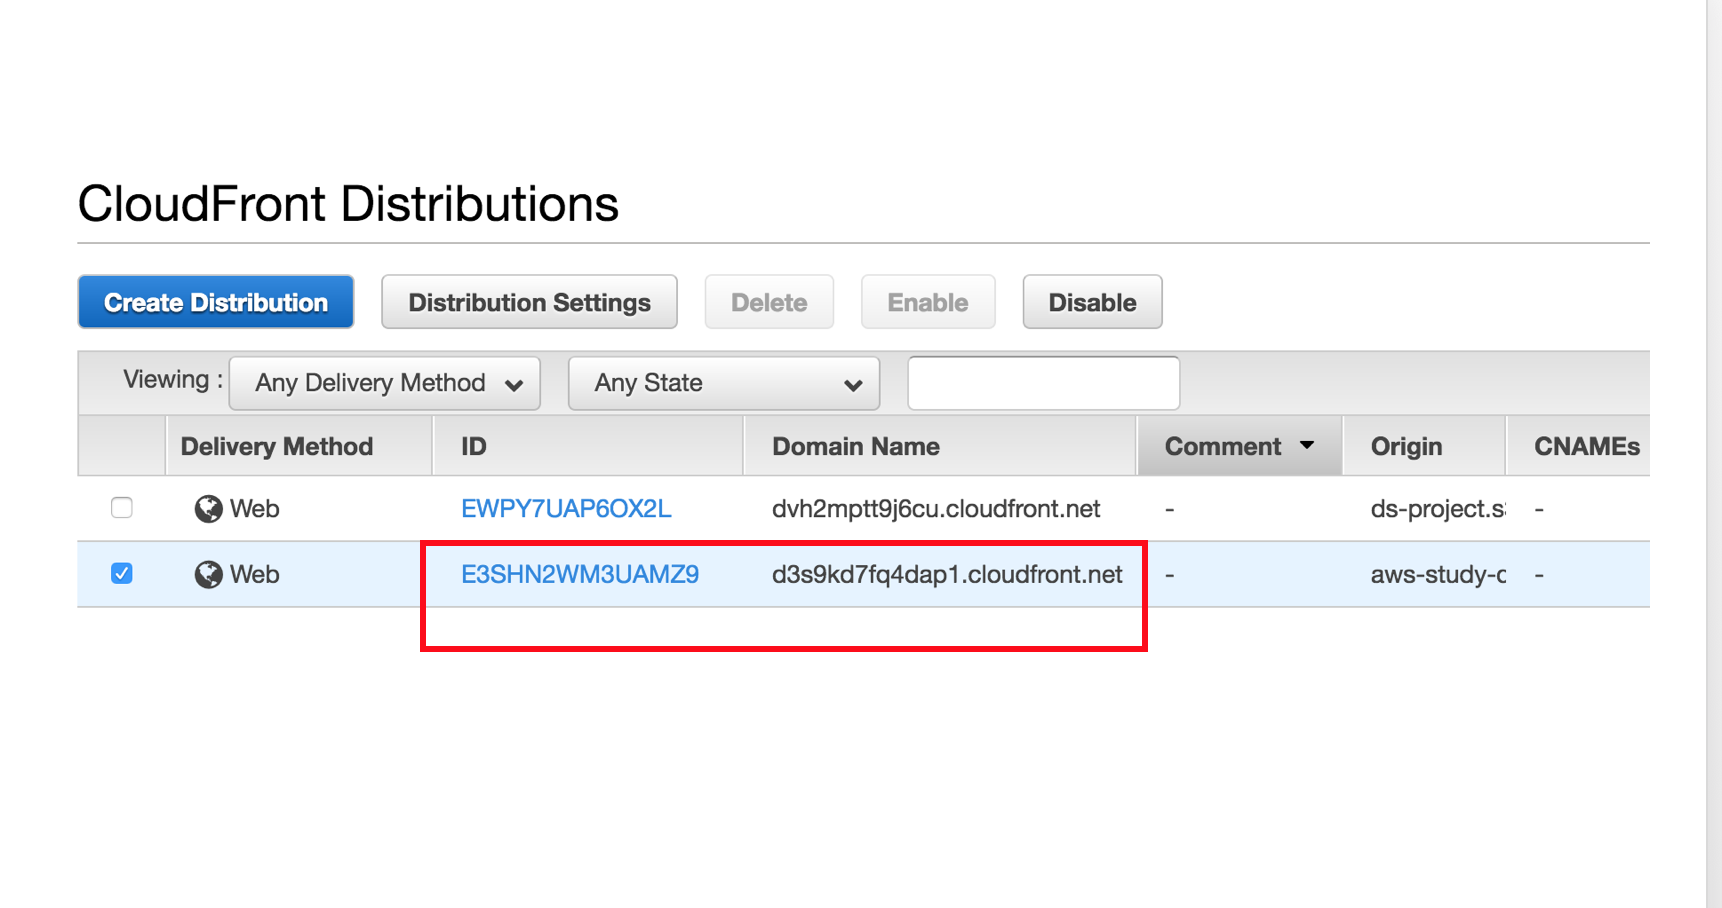 CloudFront Distributions
Create Distribution Distribution Settings Delete Enable Disable
Viewing : Any Delivery Method Any State
Delivery Method ID Domain Name Comment Origin CNAMEs
Web EWPY7UAP6OX2L dvh2mptt9j6cu.cloudfront.net - ds-project.s -
Web E3SHN2WM3UAMZ9 d3s9kd7fq4dap1.cloudfront.net - aws-study-c -